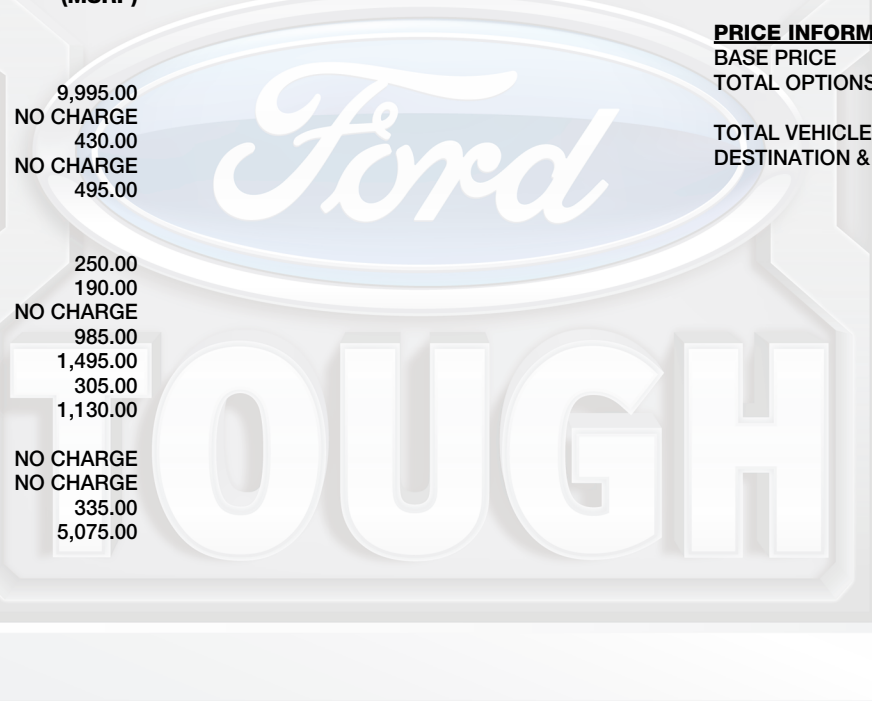 (MSRP)
9,995.00
NO CHARGE
430.00
NO CHARGE
495.00
250.00
190.00
NO CHARGE
985.00
1,495.00
305.00
1,130.00
NO CHARGE
NO CHARGE
335.00
5,075.00
PRICE INFORM
BASE PRICE
TOTAL OPTIONS
TOTAL VEHICLE
DESTINATION &
Ford
TOUGH